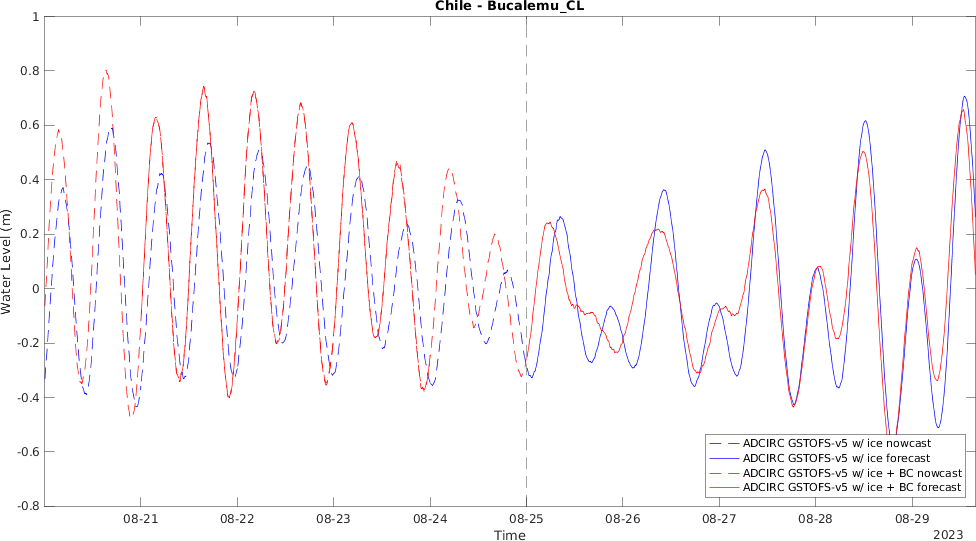 Chile - Bucalemu_CL
Water Level (m)
1
0.8
0.6
0.4
0.2
0
-0.2
-0.4
-0.6
-0.8
ADCIRC GSTOFS-v5 w/ ice nowcast
ADCIRC GSTOFS-v5 w/ ice forecast
ADCIRC GSTOFS-v5 w/ ice + BC nowcast
ADCIRC GSTOFS-v5 w/ ice + BC forecast
08-21 08-22 08-23 08-24 08-25 08-26 08-27 08-28 08-29
Time
2023